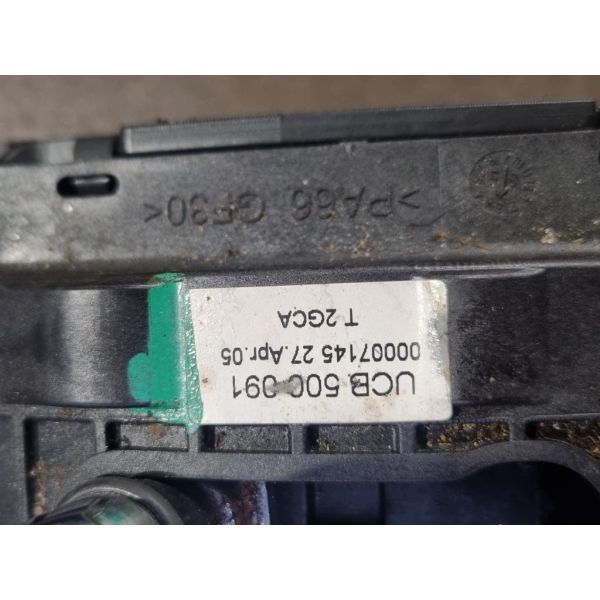 UCB 500 091
00007145 27.Apr.05
T 2GCA
>PA66 GF30<